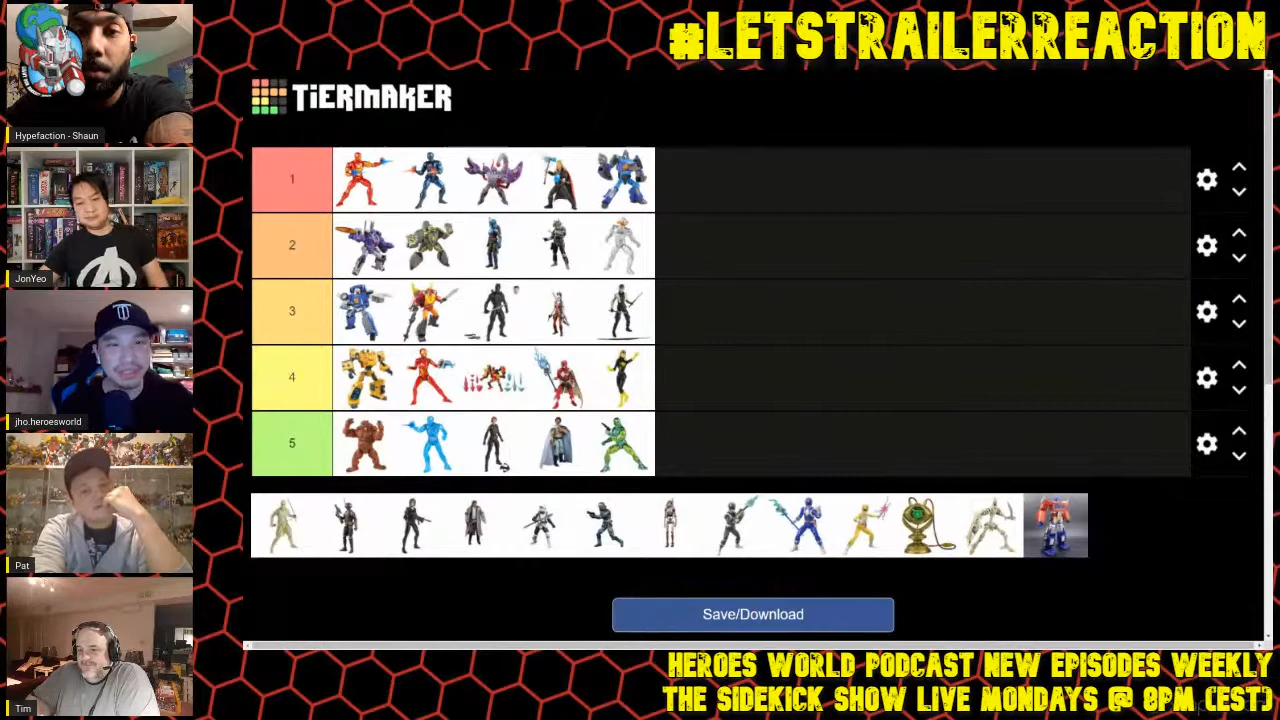 #LETSTRAILERREACTION
TiERMAKER
Hypefaction - Shaun
JonYeo
jho.heroesworld
Pat
Tim
1
2
3
4
5
Save/Download
HEROES WORLD PODCAST NEW EPISODES WEEKLY
THE SIDEKICK SHOW LIVE MONDAYS @ 8PM (EST)